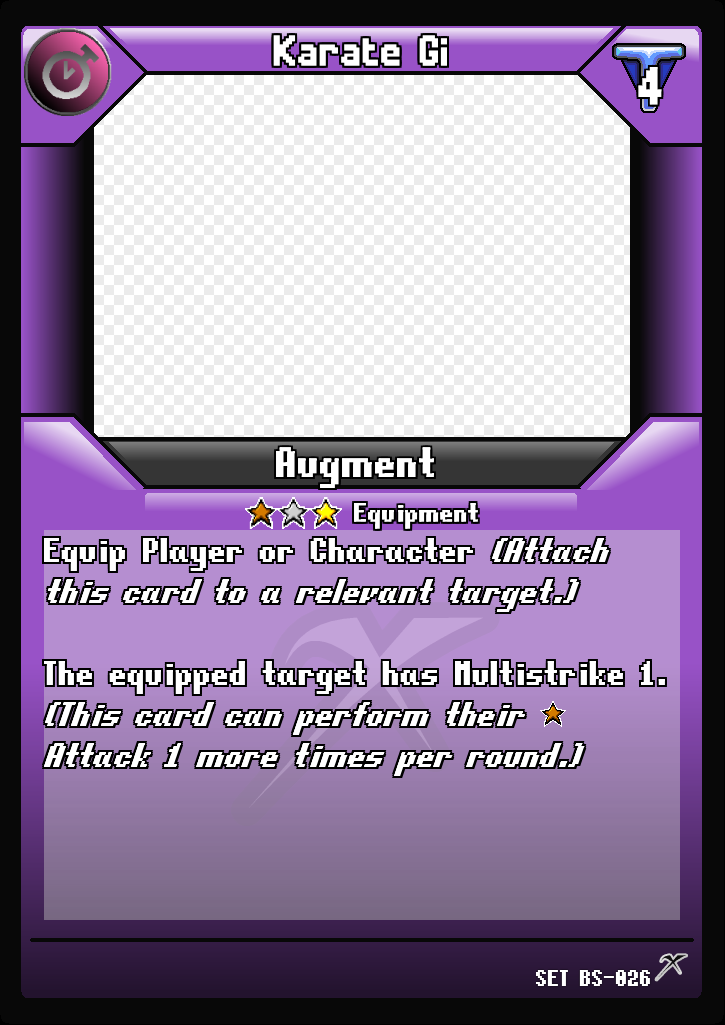 Karate Gi
4
Augment
Equipment
Equip Player or Character (Attach
this card to a relevant target.)
The equipped target has Multistrike 1.
(This card can perform their
Attack 1 more times per round.)
SET BS-026